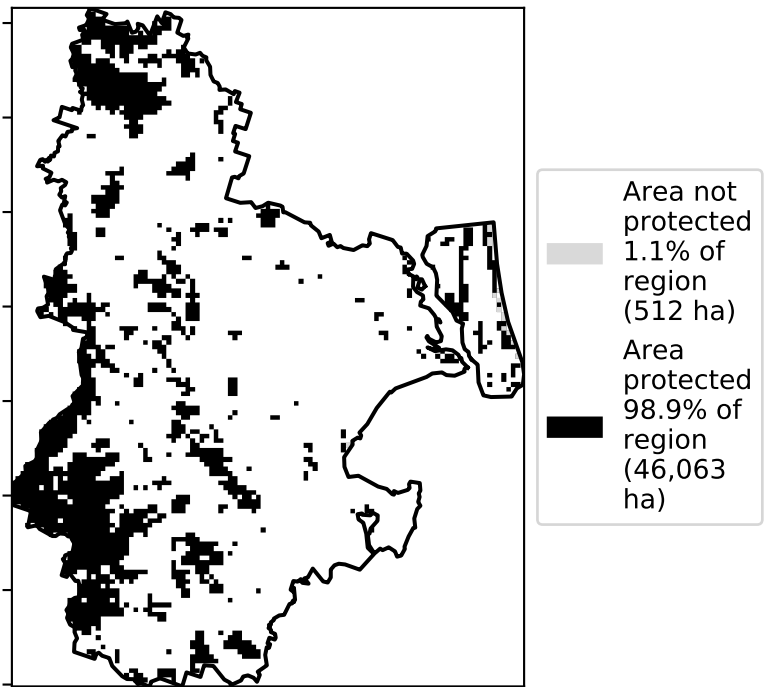 Area not
protected
1.1% of
region
(512 ha)
Area
protected
98.9% of
region
(46,063
ha)